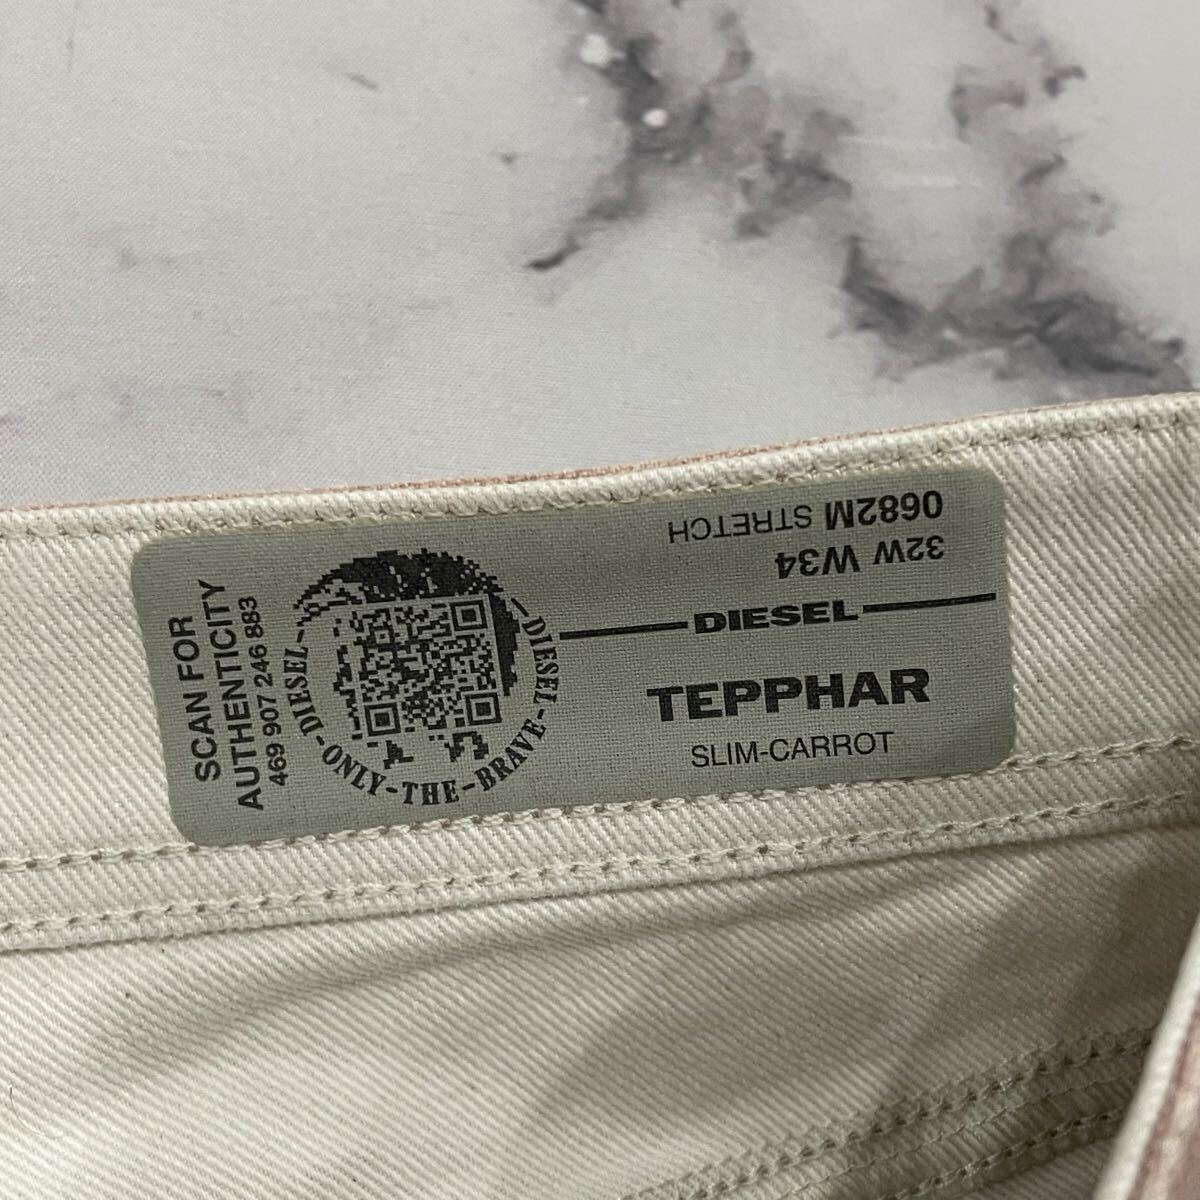 SCAN FOR
AUTHENTICITY
469 907 246 883
DIESEL-ONLY-THE-BRAVE-DIESEL
32W W34
0682M STRETCH
DIESEL
TEPPHAR
SLIM-CARROT